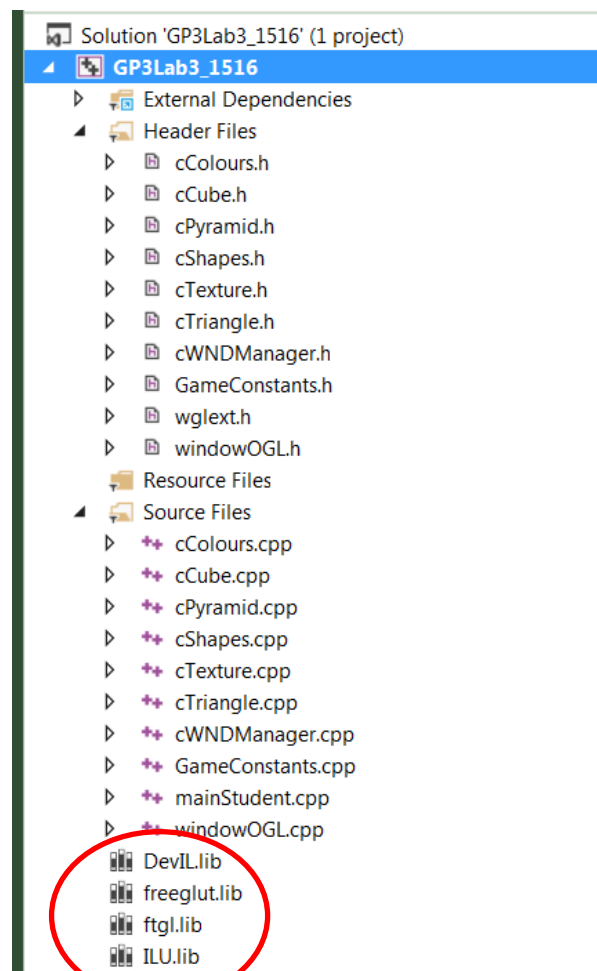 Solution 'GP3Lab3_1516' (1 project)
GP3Lab3_1516
External Dependencies
Header Files
cColours.h
cCube.h
cPyramid.h
cShapes.h
cTexture.h
cTriangle.h
cWNDManager.h
GameConstants.h
wglext.h
windowOGL.h
Resource Files
Source Files
cColours.cpp
cCube.cpp
cPyramid.cpp
cShapes.cpp
cTexture.cpp
cTriangle.cpp
cWNDManager.cpp
GameConstants.cpp
mainStudent.cpp
windowOGL.cpp
DevIL.lib
freeglut.lib
ftgl.lib
ILU.lib